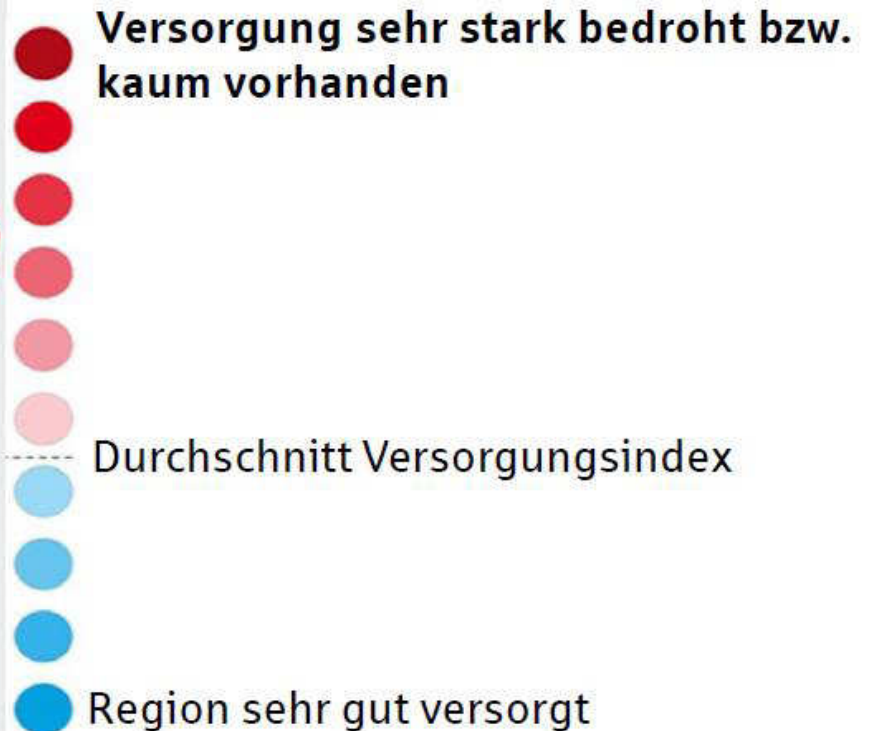 Versorgung sehr stark bedroht bzw.
kaum vorhanden
Durchschnitt Versorgungsindex
Region sehr gut versorgt